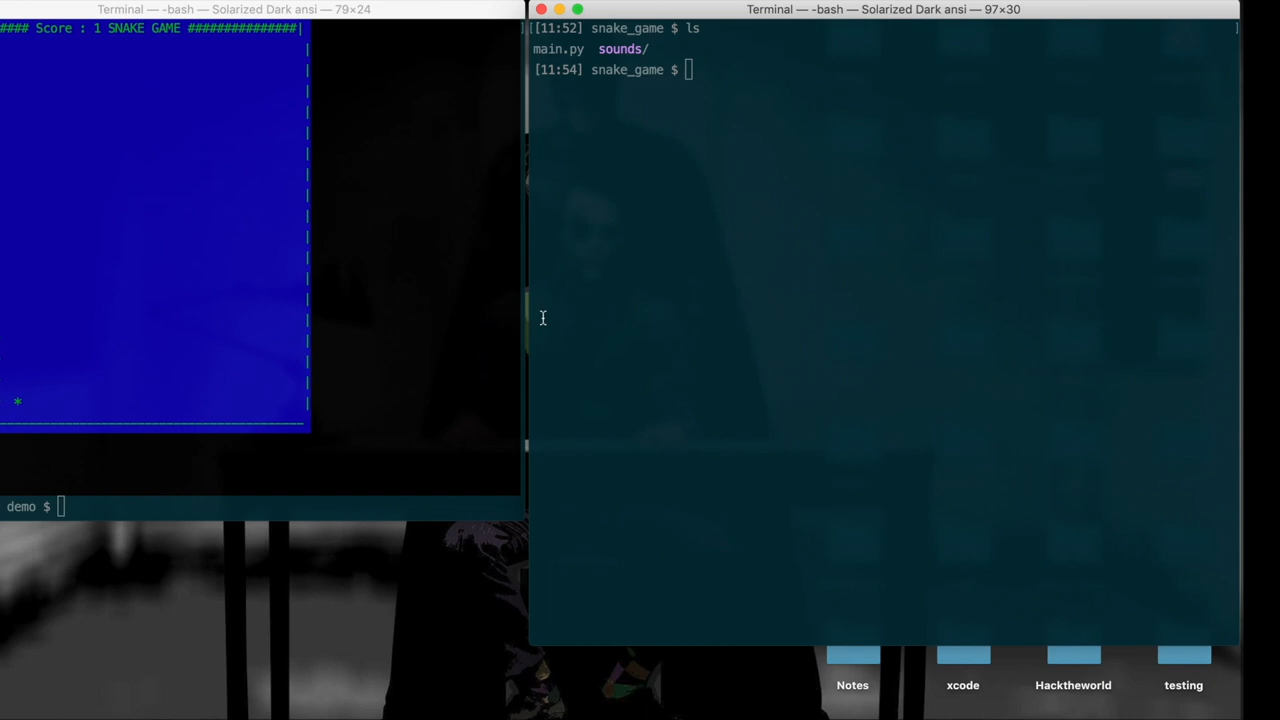 Terminal — -bash — Solarized Dark ansi — 79×24
#### Score : 1 SNAKE GAME ###############|
*
demo $
Terminal — -bash — Solarized Dark ansi — 97×30
[[11:52] snake_game $ ls ]
main.py sounds/
[11:54] snake_game $
Notes
xcode
Hacktheworld
testing